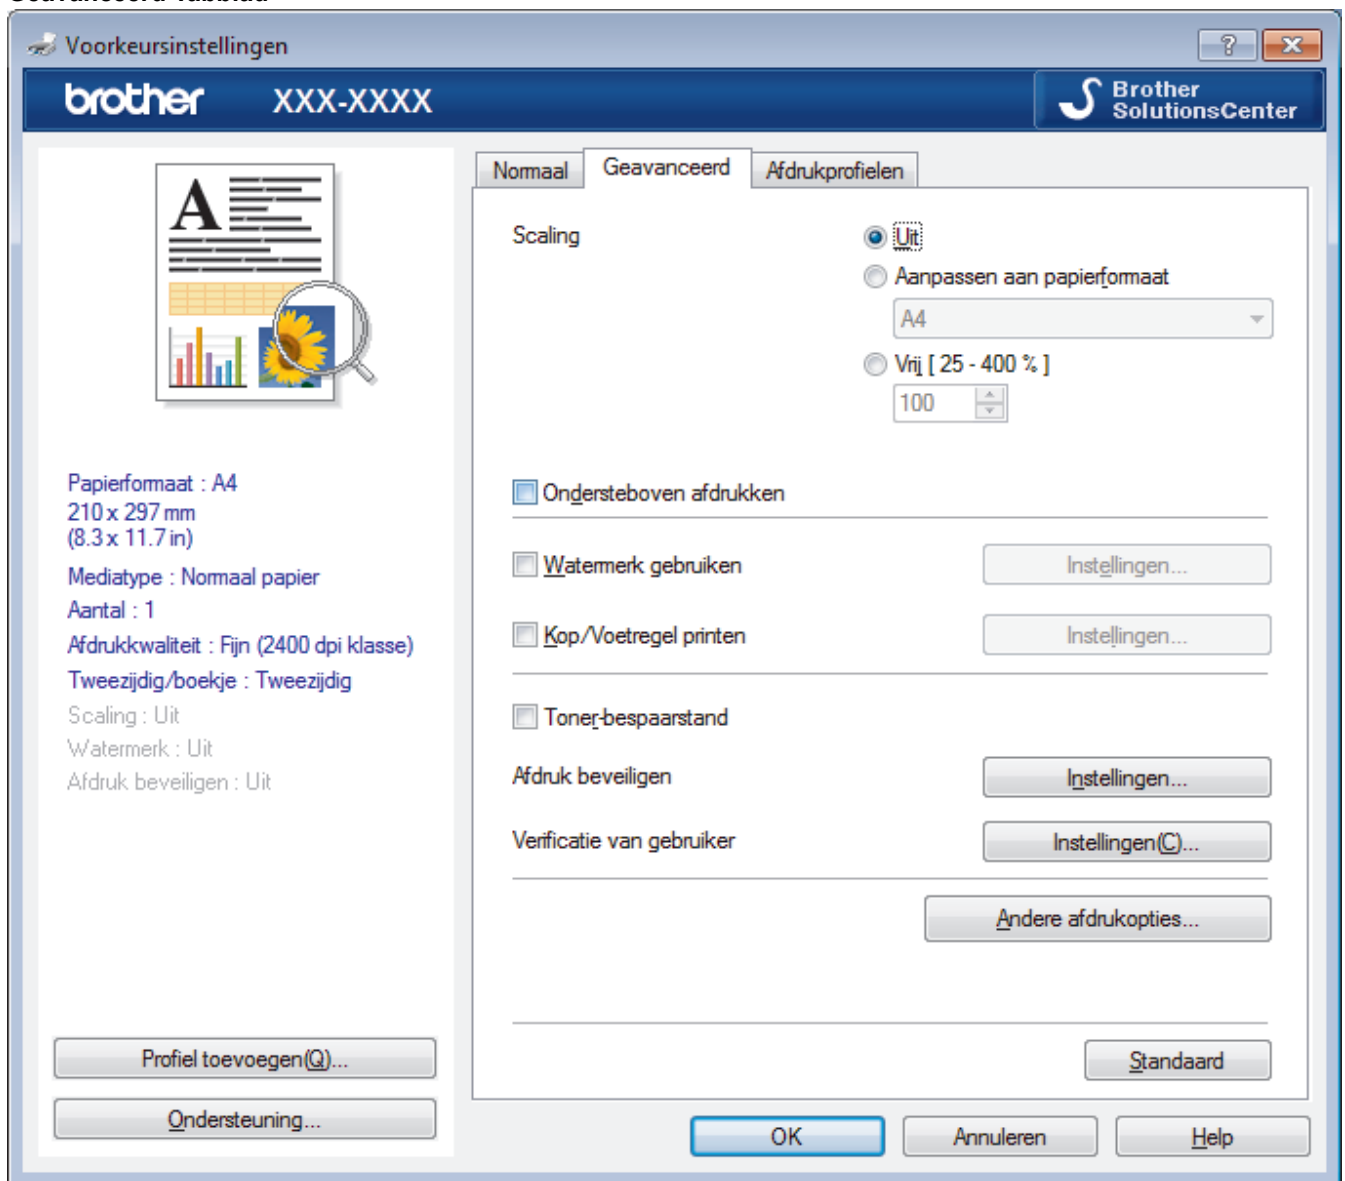 Voorkeursinstellingen
?
brother XXX-XXXX
Brother
SolutionsCenter
A
Papierformaat : A4
210 x 297 mm
(8.3 x 11.7 in)
Mediatype : Normaal papier
Aantal : 1
Afdrukkwaliteit : Fijn (2400 dpi klasse)
Tweezijdig/boekje : Tweezijdig
Scaling : Uit
Watermerk : Uit
Afdruk beveiligen : Uit
Profiel toevoegen(Q)...
Ondersteuning...
Normaal Geavanceerd Afdrukprofielen
Scaling
Uit
Aanpassen aan papierformaat
A4
Vrij [ 25 - 400 % ]
100
Ondersteboven afdrukken
Watermerk gebruiken Instellingen...
Kop/Voetregel printen Instellingen...
Toner-bespaarstand
Afdruk beveiligen Instellingen...
Verificatie van gebruiker Instellingen(C)...
Andere afdrukopties...
Standaard
OK Annuleren Help